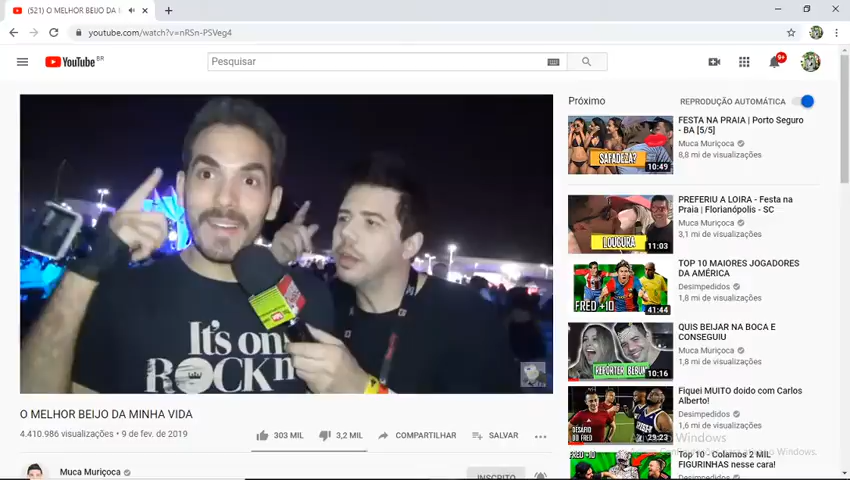 (521) O MELHOR BEIJO DA
youtube.com/watch?v=nRSn-PSVeg4
YouTube BR
Pesquisar
9+
It's on
ROCK
O MELHOR BEIJO DA MINHA VIDA
4.410.986 visualizações • 9 de fev. de 2019
303 MIL
3,2 MIL
COMPARTILHAR
SALVAR
Muca Muriçoca
INSCRITO
Próximo
REPRODUÇÃO AUTOMÁTICA
FESTA NA PRAIA | Porto Seguro
- BA [5/5]
Muca Muriçoca
8,8 mi de visualizações
SAFADEZA?
10:49
PREFERIU A LOIRA - Festa na
Praia | Florianópolis - SC
Muca Muriçoca
3,1 mi de visualizações
LOUCURA
11:03
TOP 10 MAIORES JOGADORES
DA AMÉRICA
Desimpedidos
1,8 mi de visualizações
FRED +10
41:44
QUIS BEIJAR NA BOCA E
CONSEGUIU
Muca Muriçoca
1,8 mi de visualizações
REPÓRTER BEBUM
10:16
Fiquei MUITO doido com Carlos
Alberto!
Desimpedidos
1,6 mi de visualizações
DESAFIO
DO FRED
29:23
Windows
Windows.
Top 10 - Colamos 2 MIL
FIGURINHAS nesse cara!